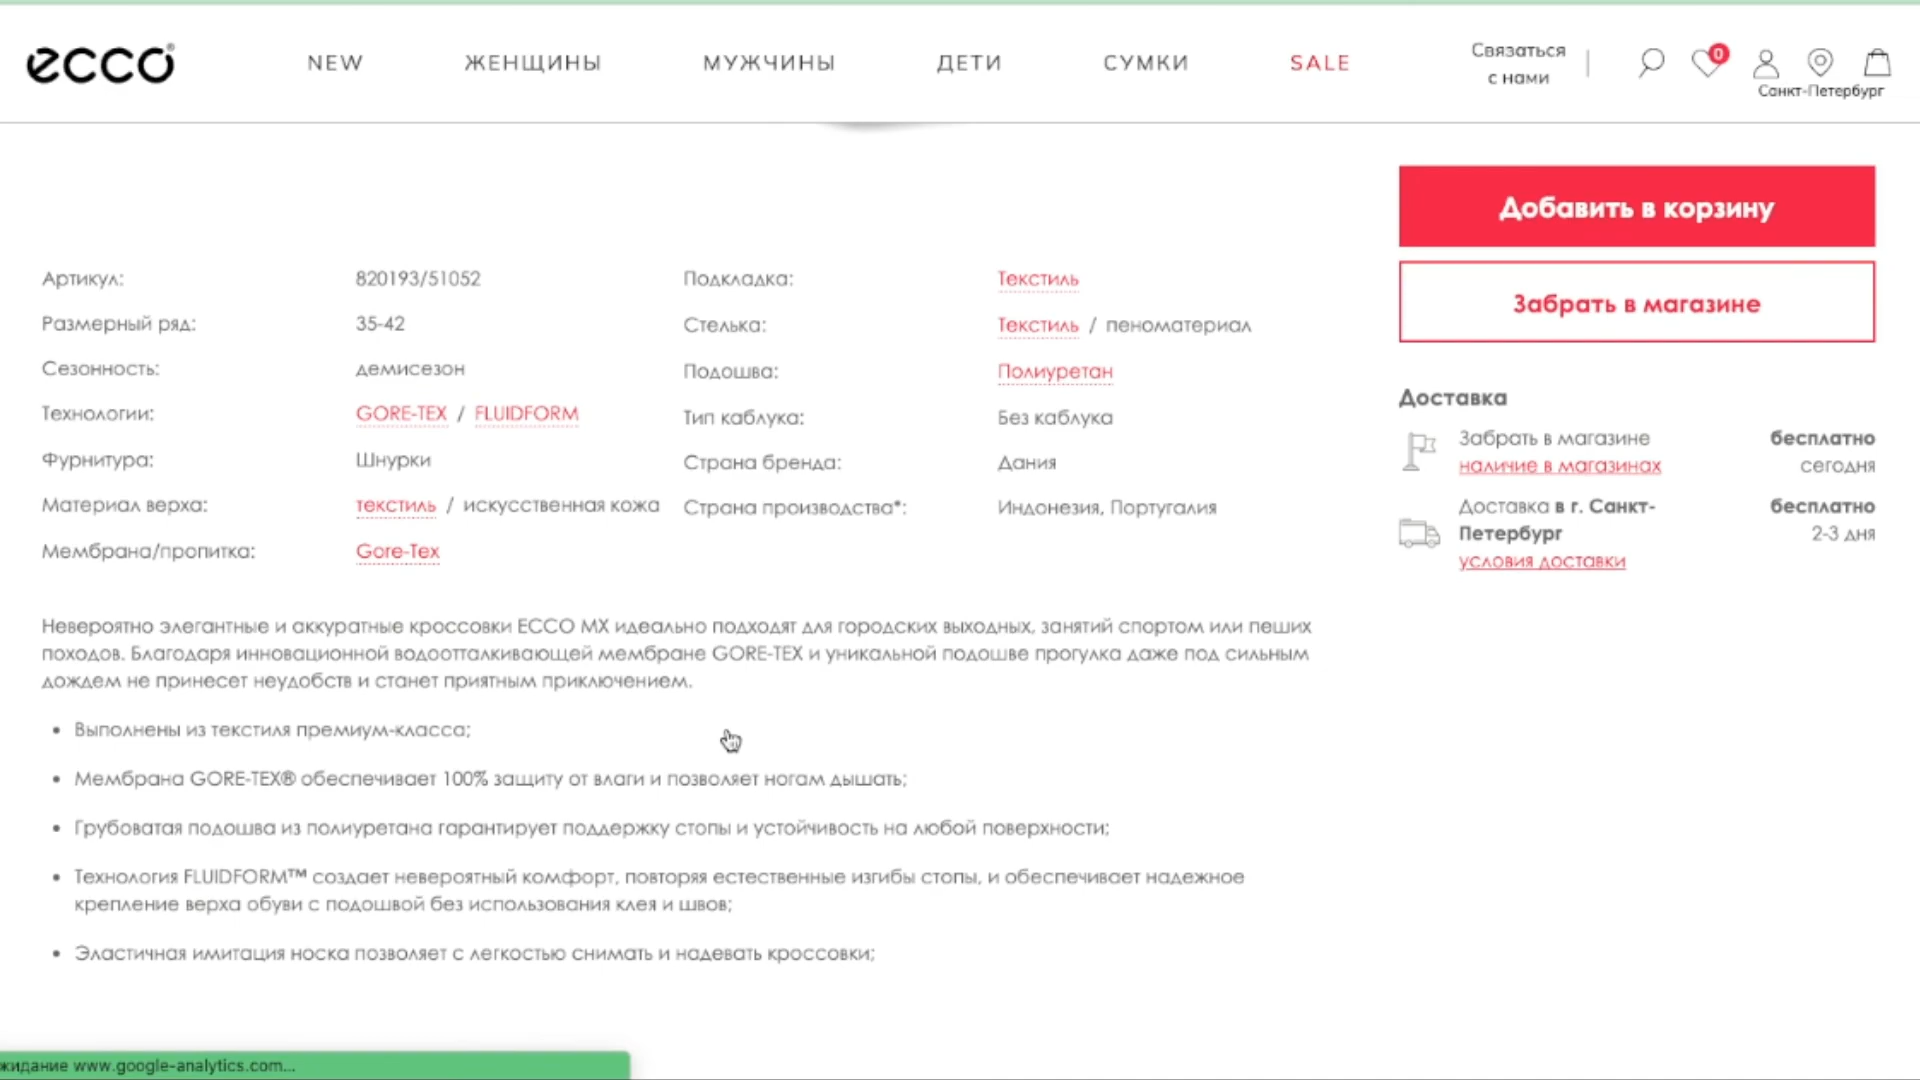 ecco®
NEW ЖЕНЩИНЫ МУЖЧИНЫ ДЕТИ СУМКИ SALE
Связаться
с нами
0
Санкт-Петербург
Добавить в корзину
Забрать в магазине
Артикул: 820193/51052
Размерный ряд: 35-42
Сезонность: демисезон
Технологии: GORE-TEX / FLUIDFORM
Фурнитура: Шнурки
Материал верха: текстиль / искусственная кожа
Мембрана/пропитка: Gore-Tex
Подкладка: Текстиль
Стелька: Текстиль / пеноматериал
Подошва: Полиуретан
Тип каблука: Без каблука
Страна бренда: Дания
Страна производства*: Индонезия, Португалия
Доставка
Забрать в магазине бесплатно
наличие в магазинах сегодня
Доставка в г. Санкт- бесплатно
Петербург 2-3 дня
условия доставки
Невероятно элегантные и аккуратные кроссовки ECCO MX идеально подходят для городских выходных, занятий спортом или пеших
походов. Благодаря инновационной водоотталкивающей мембране GORE-TEX и уникальной подошве прогулка даже под сильным
дождем не принесет неудобств и станет приятным приключением.
• Выполнены из текстиля премиум-класса;
• Мембрана GORE-TEX® обеспечивает 100% защиту от влаги и позволяет ногам дышать;
• Грубоватая подошва из полиуретана гарантирует поддержку стопы и устойчивость на любой поверхности;
• Технология FLUIDFORM™ создает невероятный комфорт, повторяя естественные изгибы стопы, и обеспечивает надежное
крепление верха обуви с подошвой без использования клея и швов;
• Эластичная имитация носка позволяет с легкостью снимать и надевать кроссовки;
жидание www.google-analytics.com...